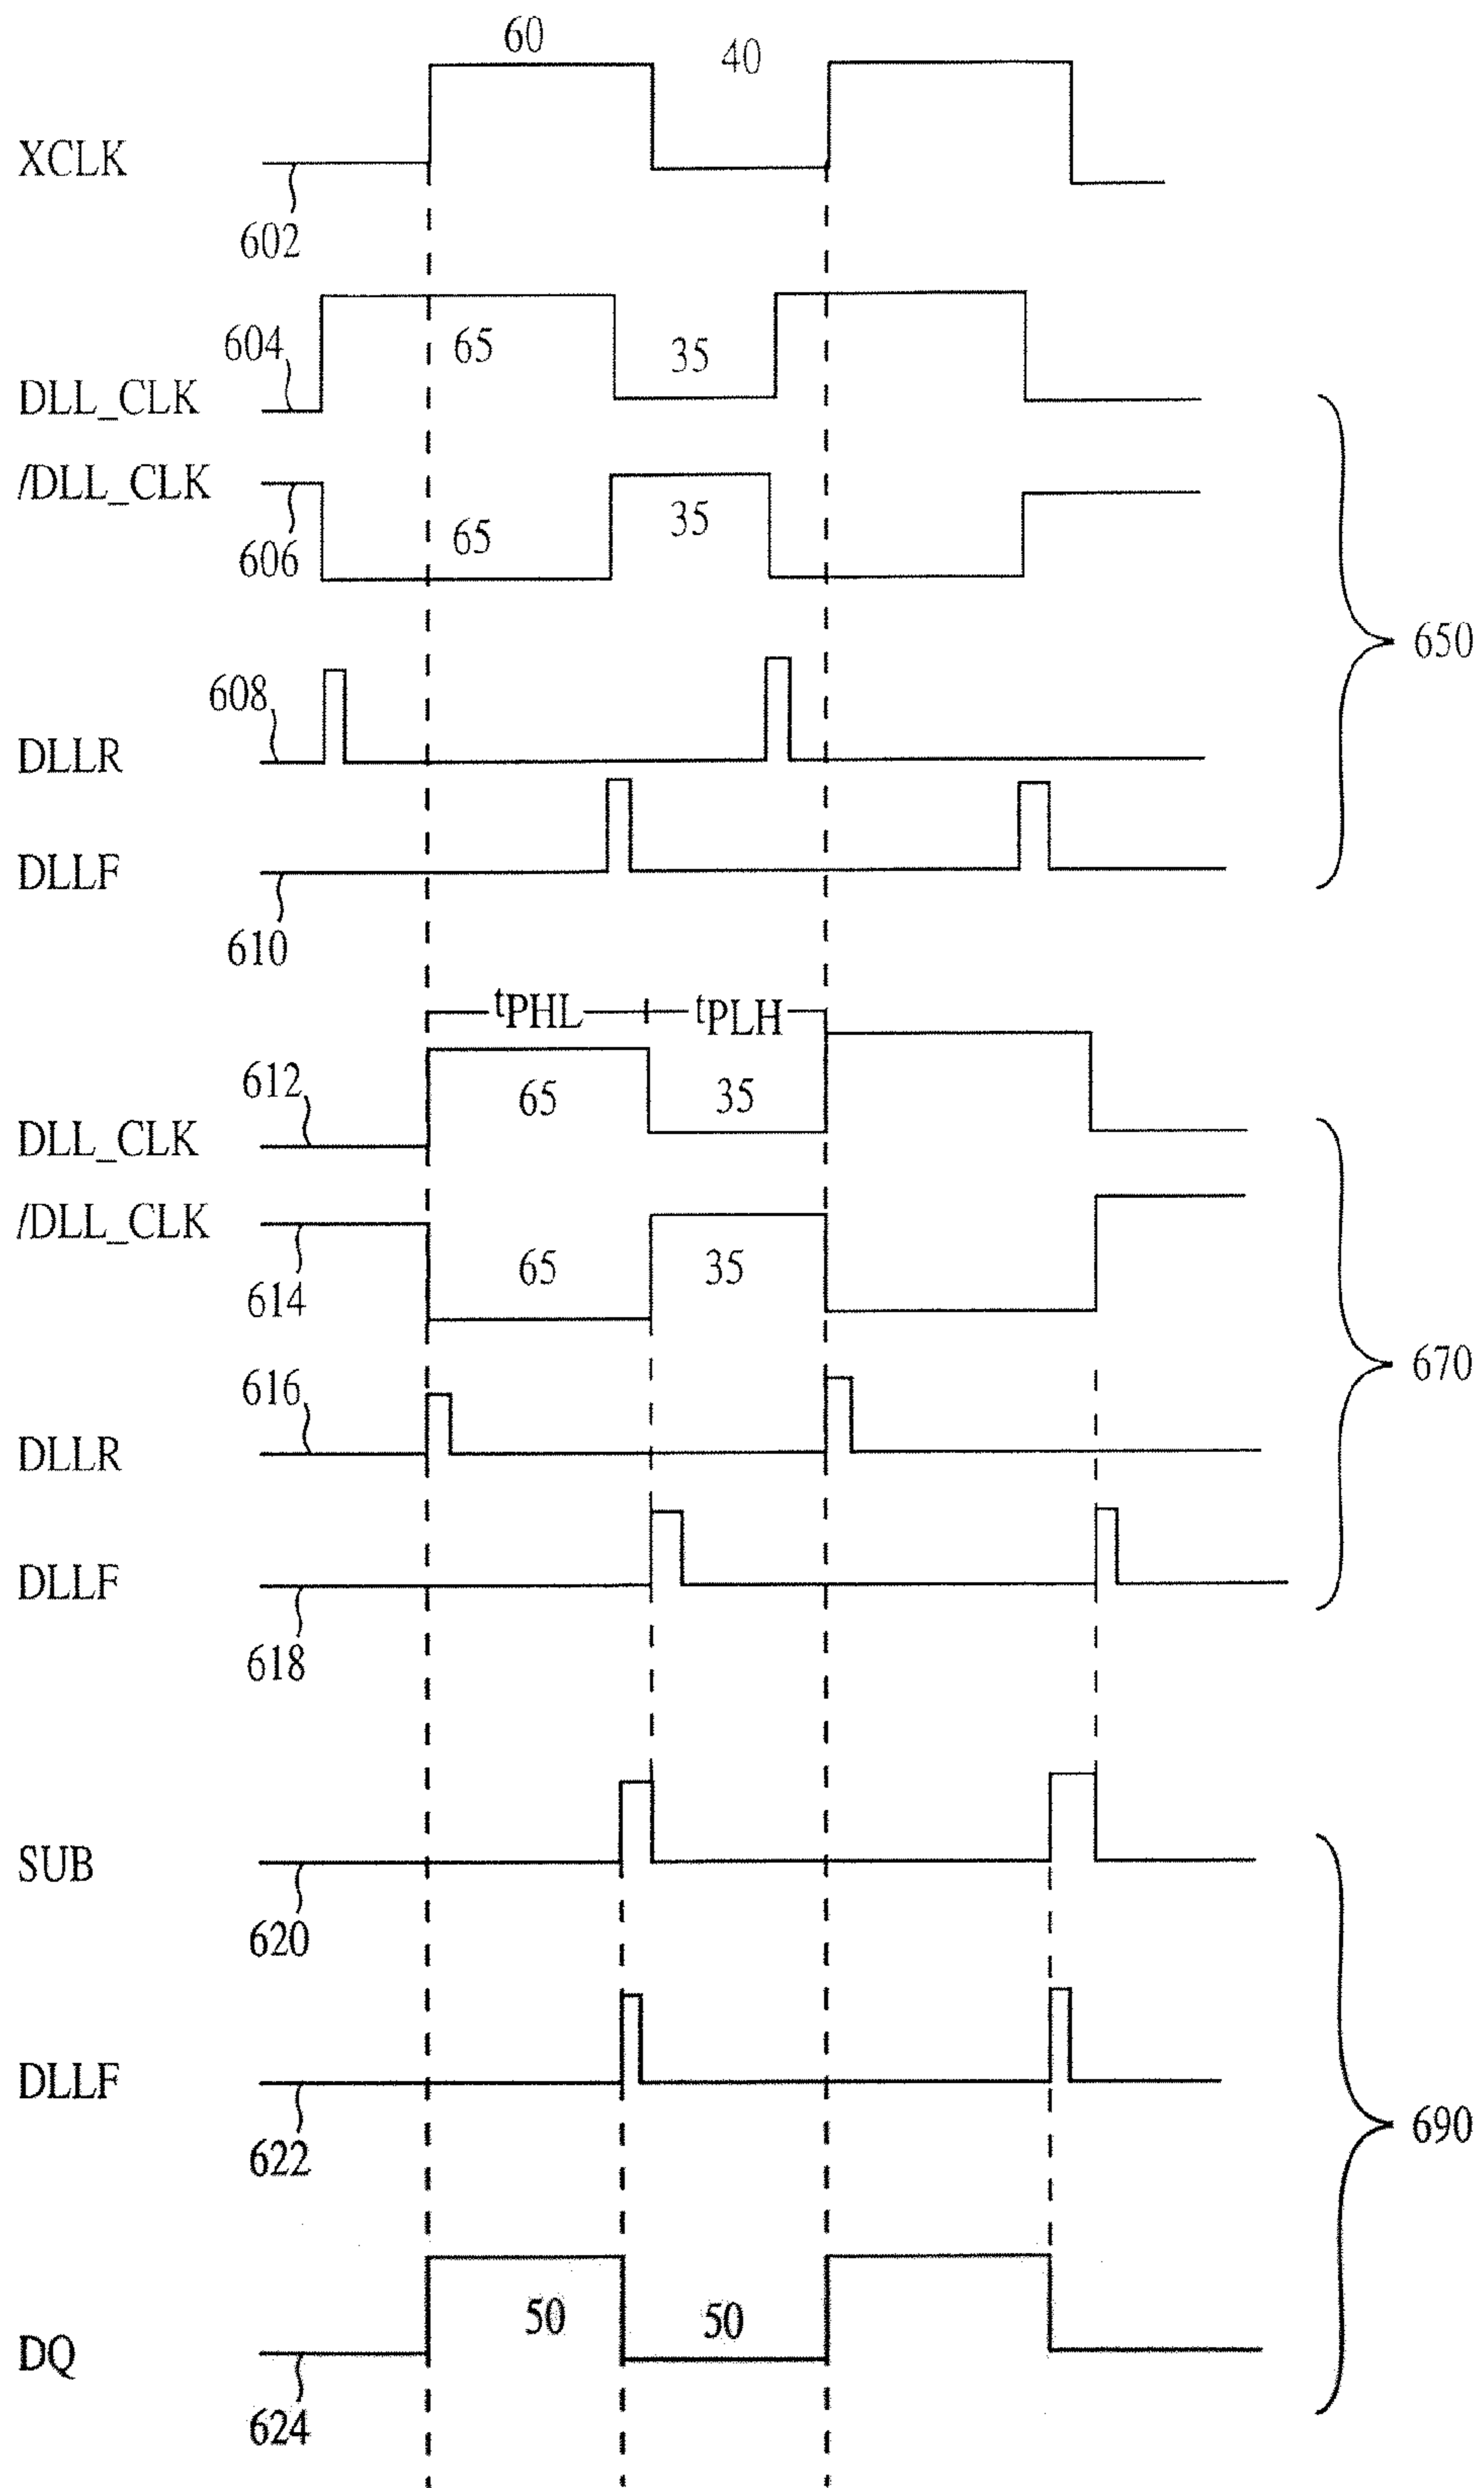 60
40
XCLK
602
65
35
604
DLL_CLK
/DLL_CLK
35
65
606
650
608
DLLR
DLLF
610
tPHL
tPLH
612
65
35
DLL_CLK
/DLL_CLK
65
35
614
670
616
DLLR
DLLF
618
SUB
620
DLLF
622
690
50
50
DQ
624